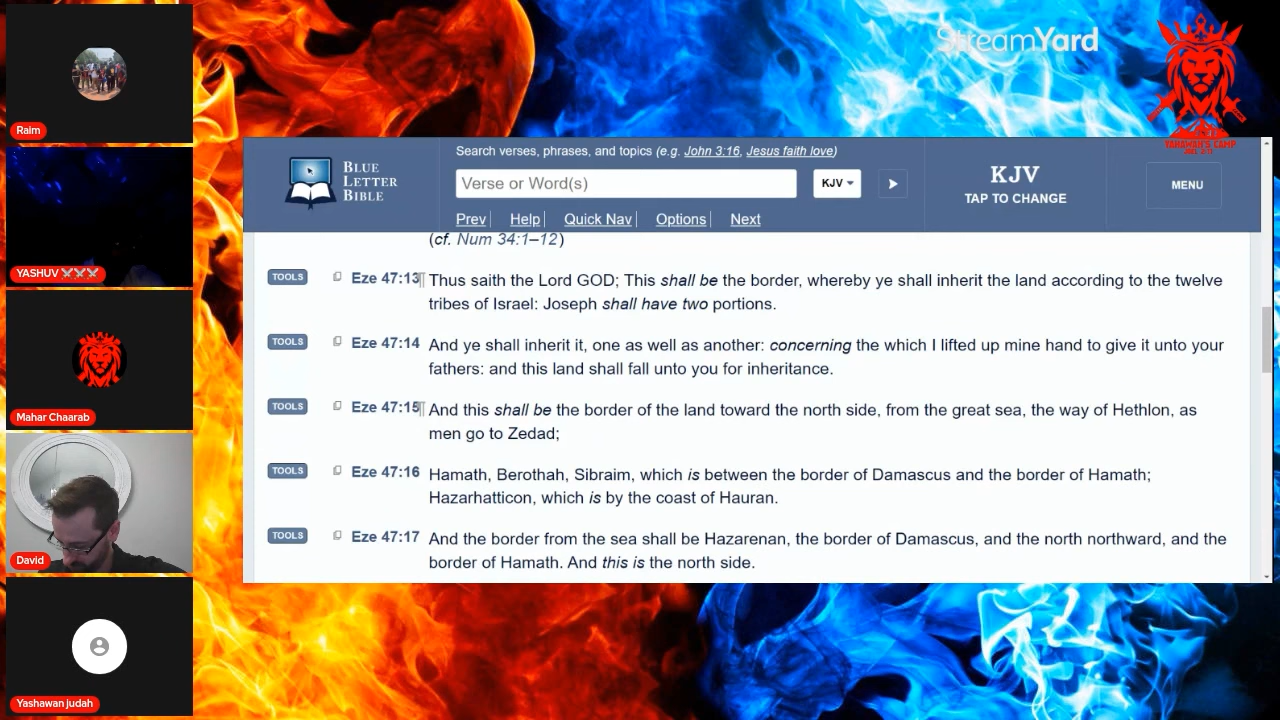 Raim
YASHUV ⚔⚔⚔
Mahar Chaarab
David
Yashawan judah
StreamYard
YAHAWAH'S CAMP
BLUE
LETTER
BIBLE
Search verses, phrases, and topics (e.g. John 3:16, Jesus faith love)
Verse or Word(s)
KJV
Prev | Help | Quick Nav | Options | Next
KJV
TAP TO CHANGE
MENU
(cf. Num 34:1–12)
TOOLS Eze 47:13 ¶ Thus saith the Lord GOD; This shall be the border, whereby ye shall inherit the land according to the twelve
tribes of Israel: Joseph shall have two portions.
TOOLS Eze 47:14 And ye shall inherit it, one as well as another: concerning the which I lifted up mine hand to give it unto your
fathers: and this land shall fall unto you for inheritance.
TOOLS Eze 47:15 ¶ And this shall be the border of the land toward the north side, from the great sea, the way of Hethlon, as
men go to Zedad;
TOOLS Eze 47:16 Hamath, Berothah, Sibraim, which is between the border of Damascus and the border of Hamath;
Hazarhatticon, which is by the coast of Hauran.
TOOLS Eze 47:17 And the border from the sea shall be Hazarenan, the border of Damascus, and the north northward, and the
border of Hamath. And this is the north side.